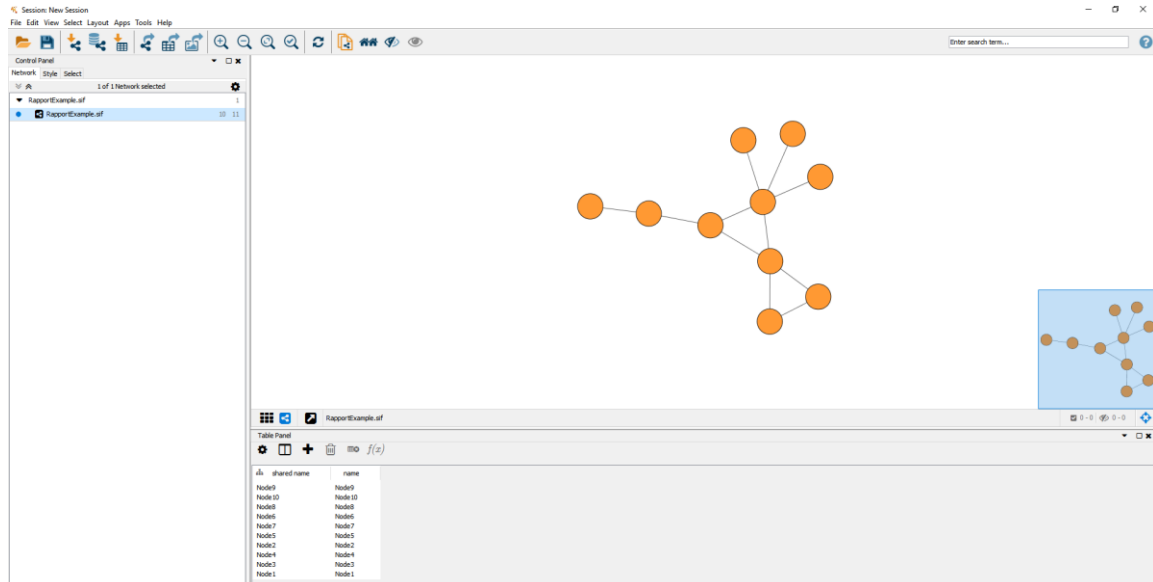 Session: New Session
File Edit View Select Layout Apps Tools Help
Enter search term...
Control Panel
Network Style Select
1 of 1 Network selected
RapportExample.sif 1
RapportExample.sif 10 11
RapportExample.sif
0 - 0 0 - 0
Table Panel
f(x)
shared name name
Node9 Node9
Node10 Node10
Node8 Node8
Node6 Node6
Node7 Node7
Node5 Node5
Node2 Node2
Node4 Node4
Node3 Node3
Node1 Node1